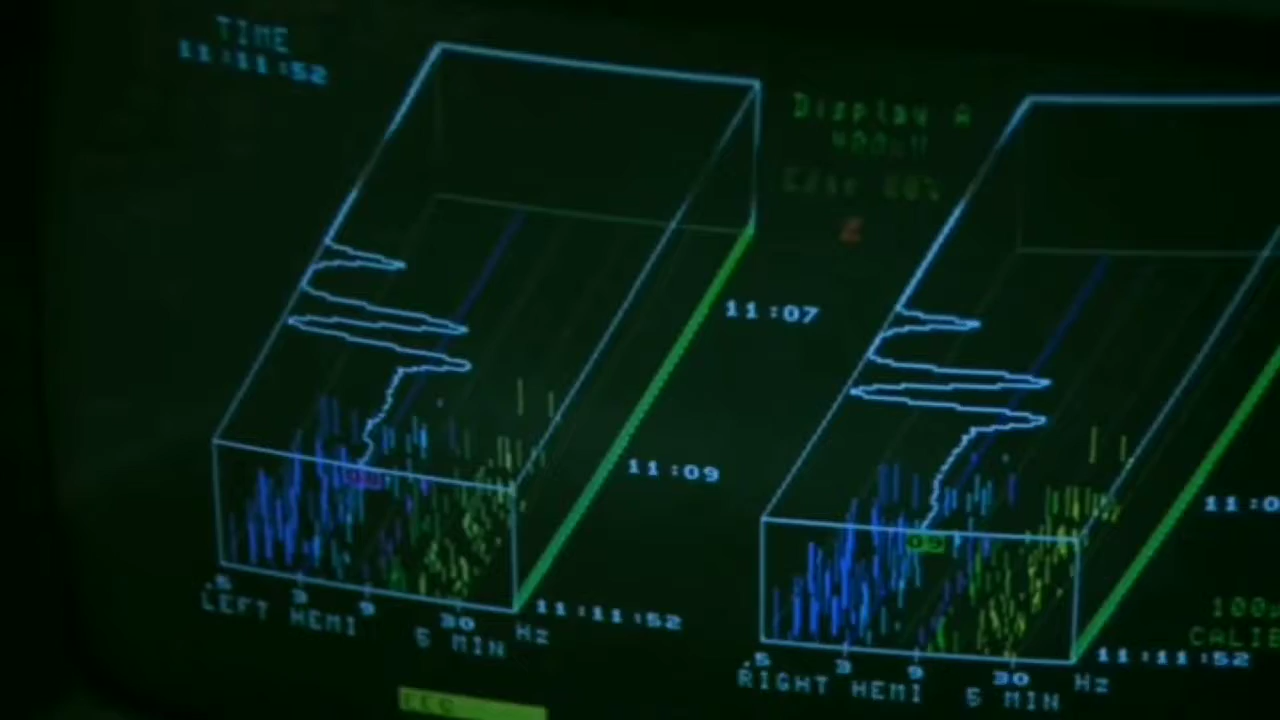 TIME
11:11:52
Display A
11:07
11:09
11:11:52
.5 3 9 30 Hz
LEFT HEMI 5 MIN
11:11:52
.5 3 9 30 Hz
RIGHT HEMI 5 MIN